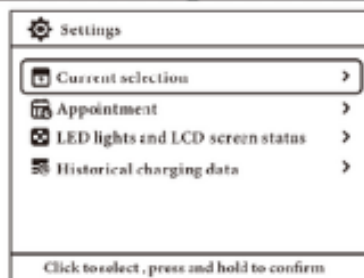 Settings
Current selection
Appointment
LED lights and LCD screen status
Historical charging data
Click to select , press and hold to confirm